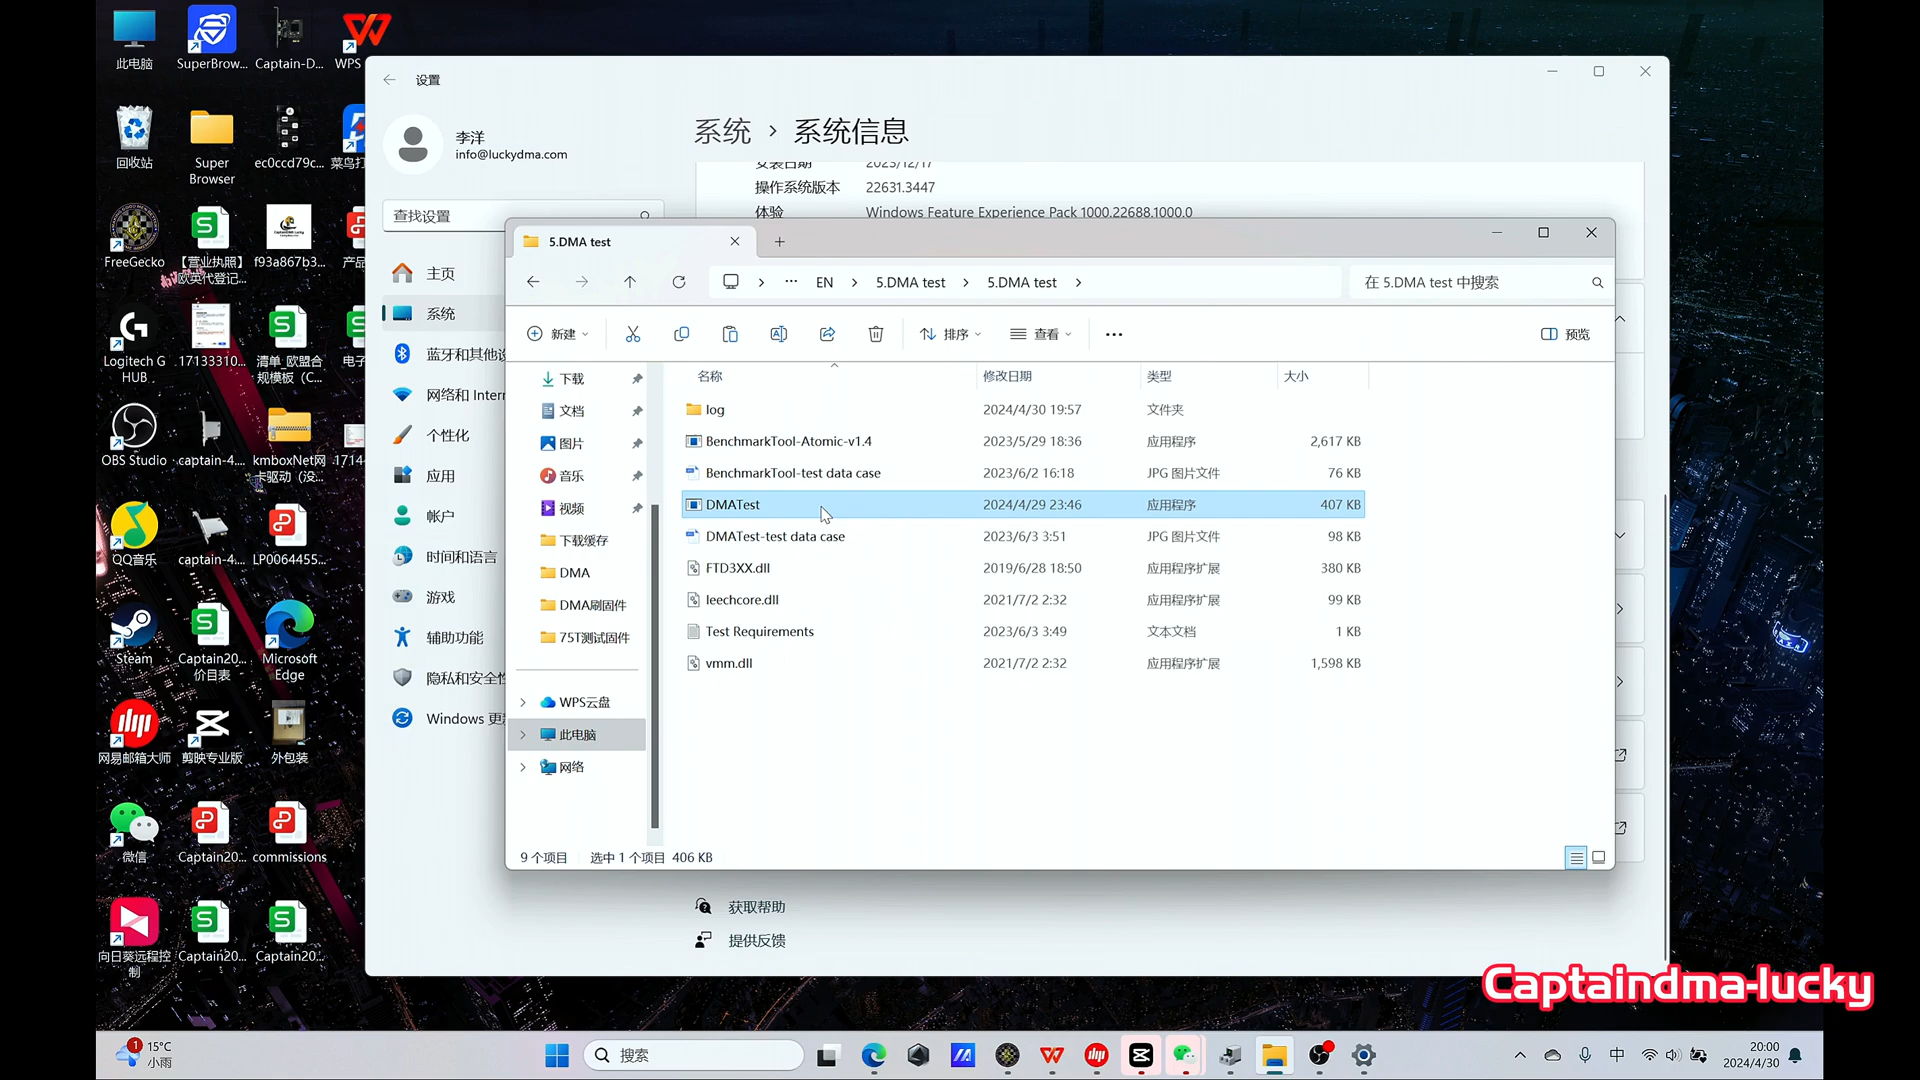 此电脑
SuperBrow...
Captain-D...
WPS
回收站
Super
Browser
ec0ccd79c...
菜鸟打
FreeGecko
【营业执照】
欧英代登记...
f93a867b3...
产品
Logitech G
HUB
17133310...
清单_欧盟合
规模板（C...
电子
OBS Studio
captain-4...
kmboxNet网
卡驱动（没...
1714
QQ音乐
captain-4...
LP0064455...
Steam
Captain20...
价目表
Microsoft
Edge
网易邮箱大师
剪映专业版
外包装
微信
Captain20...
commissions
向日葵远程控
制
Captain20...
Captain20...
设置
李洋
info@luckydma.com
查找设置
主页
系统
蓝牙和其他设
网络和 Inter
个性化
应用
帐户
时间和语言
游戏
辅助功能
隐私和安全性
Windows 更新
系统 › 系统信息
安装日期 2023/12/17
操作系统版本 22631.3447
体验 Windows Feature Experience Pack 1000.22688.1000.0
5.DMA test
EN › 5.DMA test › 5.DMA test ›
在 5.DMA test 中搜索
新建
排序
查看
预览
下载
文档
图片
音乐
视频
下载缓存
DMA
DMA刷固件
75T测试固件
WPS云盘
此电脑
网络
名称 修改日期 类型 大小
log 2024/4/30 19:57 文件夹
BenchmarkTool-Atomic-v1.4 2023/5/29 18:36 应用程序 2,617 KB
BenchmarkTool-test data case 2023/6/2 16:18 JPG 图片文件 76 KB
DMATest 2024/4/29 23:46 应用程序 407 KB
DMATest-test data case 2023/6/3 3:51 JPG 图片文件 98 KB
FTD3XX.dll 2019/6/28 18:50 应用程序扩展 380 KB
leechcore.dll 2021/7/2 2:32 应用程序扩展 99 KB
Test Requirements 2023/6/3 3:49 文本文档 1 KB
vmm.dll 2021/7/2 2:32 应用程序扩展 1,598 KB
9 个项目 选中 1 个项目 406 KB
获取帮助
提供反馈
Captaindma-lucky
1
15°C
小雨
搜索
中
20:00
2024/4/30